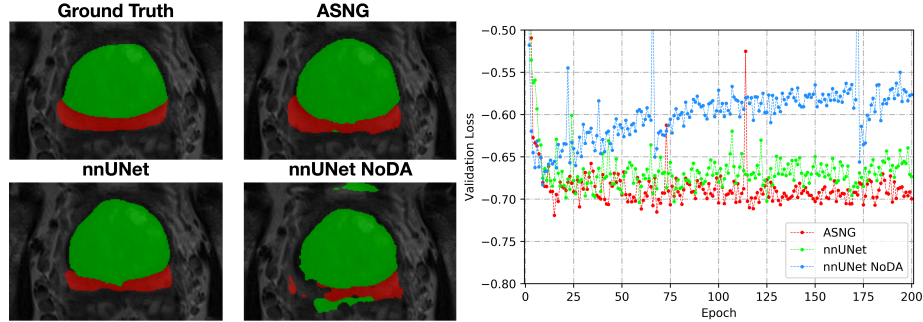 Ground Truth
ASNG
nnUNet
nnUNet NoDA
Validation Loss
−0.50
−0.55
−0.60
−0.65
−0.70
−0.75
−0.80
0
25
50
75
100
125
150
175
200
Epoch
ASNG
nnUNet
nnUNet NoDA